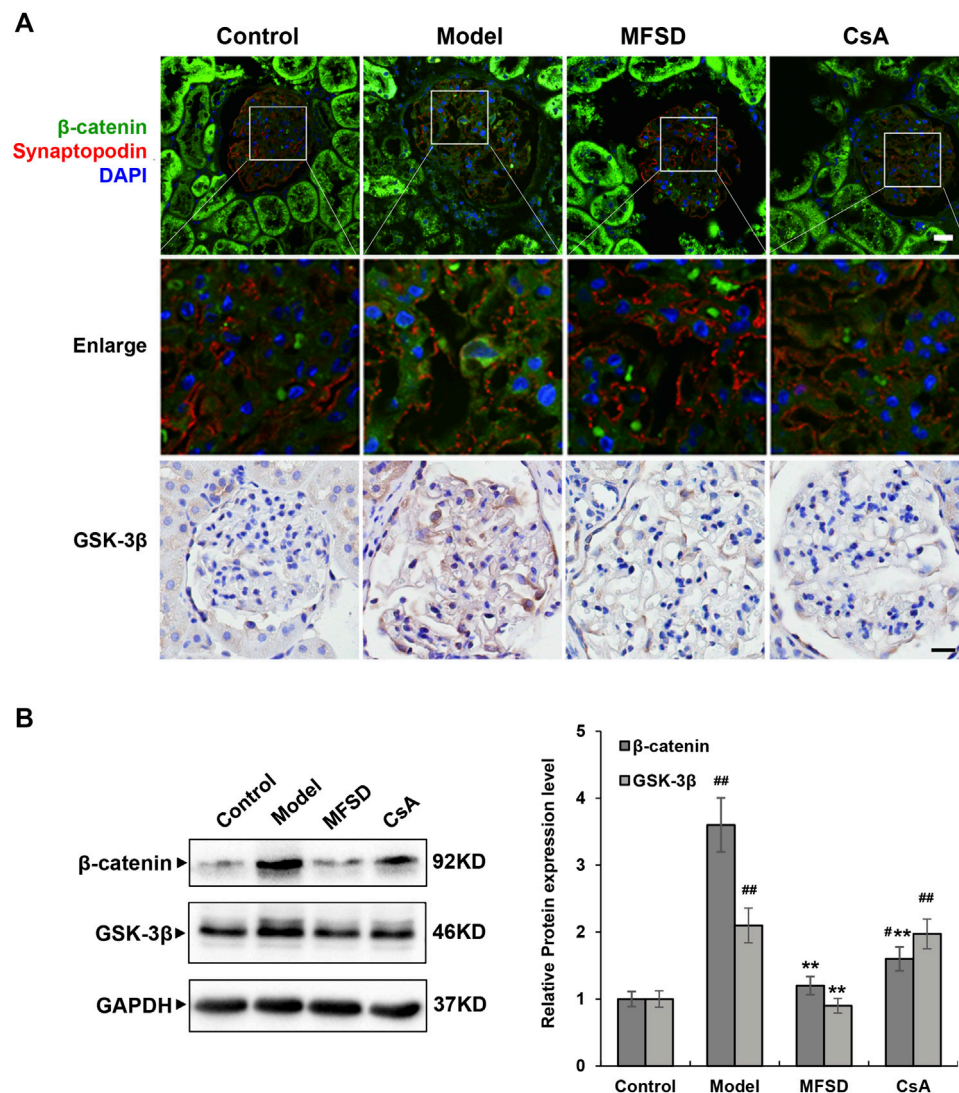 A
Control Model MFSD CsA
β-catenin
Synaptopodin
DAPI
Enlarge
GSK-3β
B
Control Model MFSD CsA
β-catenin 92KD
GSK-3β 46KD
GAPDH 37KD
Relative Protein expression level
5
4
3
2
1
0
β-catenin
GSK-3β
##
##
**
**
#**
##
Control Model MFSD CsA